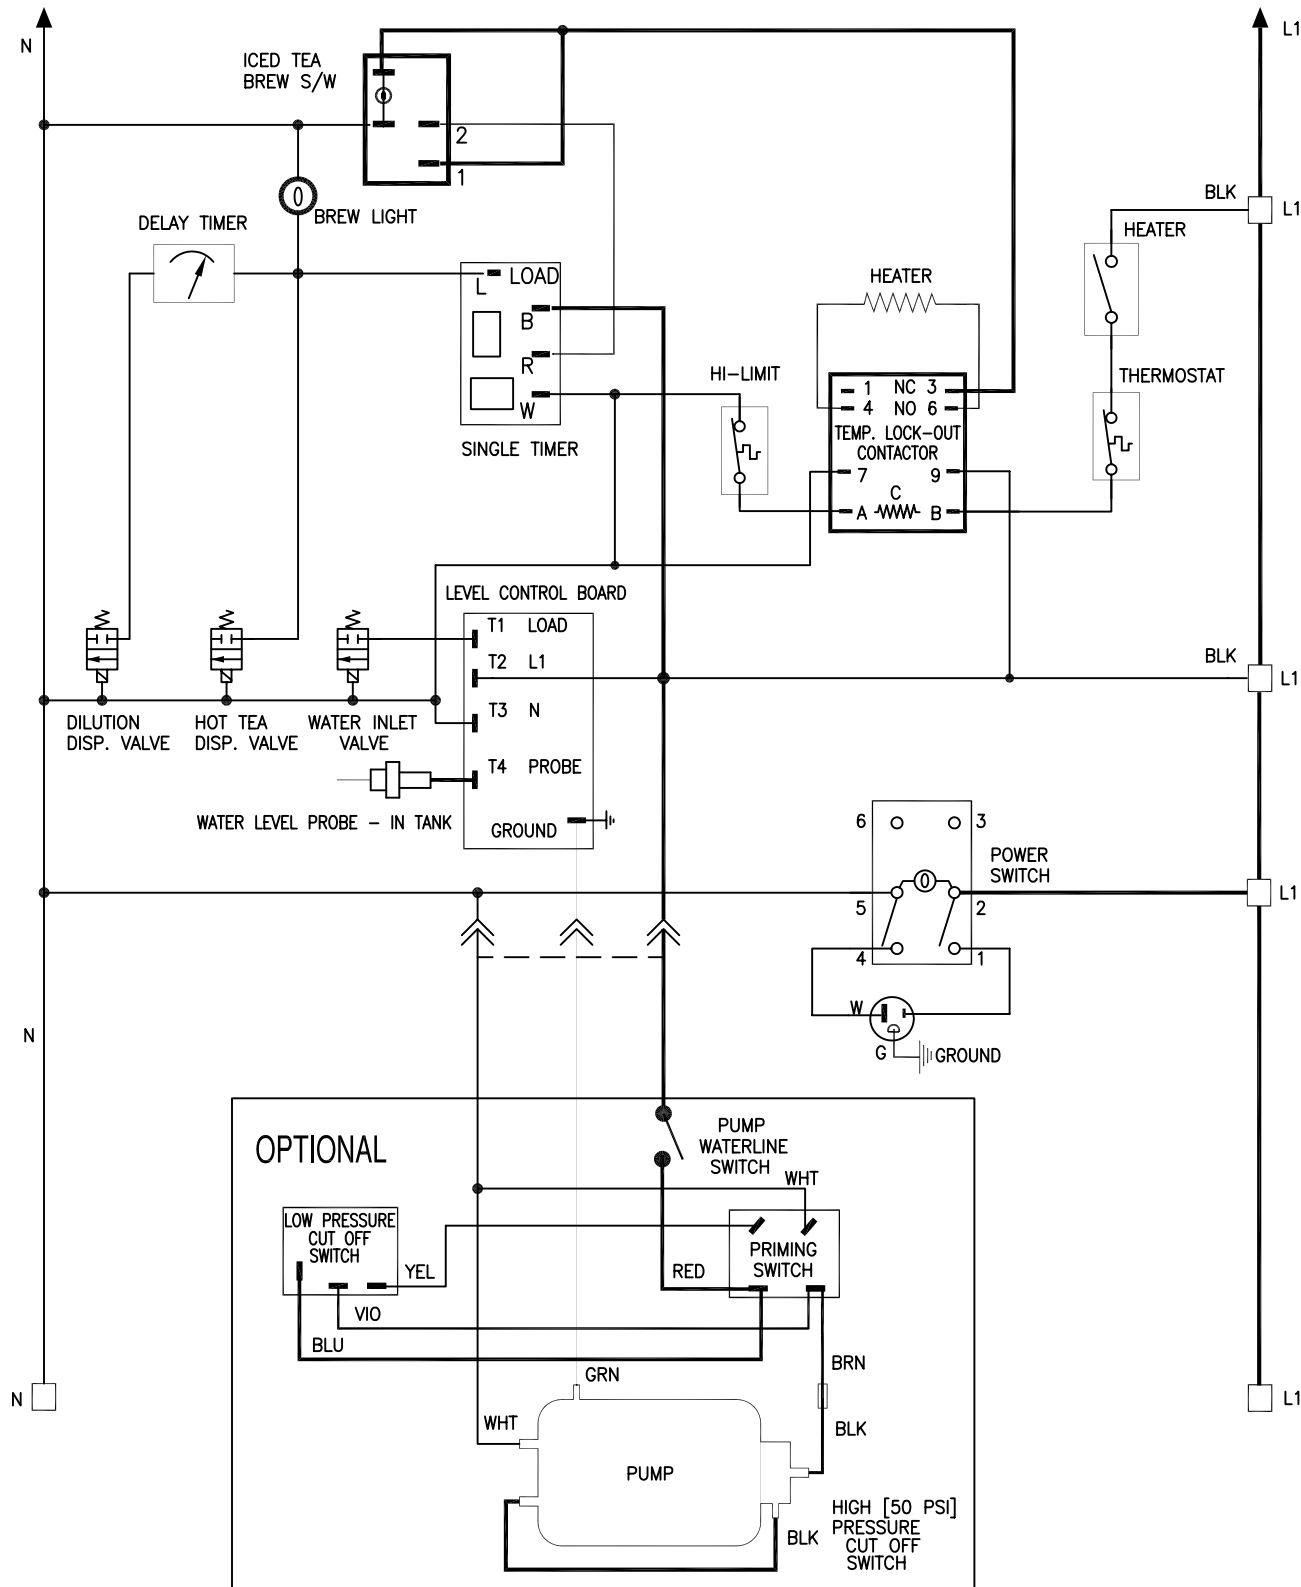 N
L1
ICED TEA
BREW S/W
2
1
BLK
L1
DELAY TIMER
BREW LIGHT
HEATER
L
LOAD
HEATER
B
R
HI-LIMIT
THERMOSTAT
1 NC 3
4 NO 6
W
TEMP. LOCK-OUT
CONTACTOR
SINGLE TIMER
7 9
C
A B
LEVEL CONTROL BOARD
T1 LOAD
T2 L1
BLK
L1
T3 N
DILUTION
DISP. VALVE
HOT TEA
DISP. VALVE
WATER INLET
VALVE
T4 PROBE
WATER LEVEL PROBE - IN TANK
GROUND
6 3
POWER
SWITCH
5 2
L1
4 1
W
N
G
GROUND
OPTIONAL
PUMP
WATERLINE
SWITCH
WHT
LOW PRESSURE
CUT OFF
SWITCH
PRIMING
SWITCH
YEL
RED
VIO
BLU
GRN
BRN
N
L1
WHT
BLK
PUMP
BLK
HIGH [50 PSI]
PRESSURE
CUT OFF
SWITCH